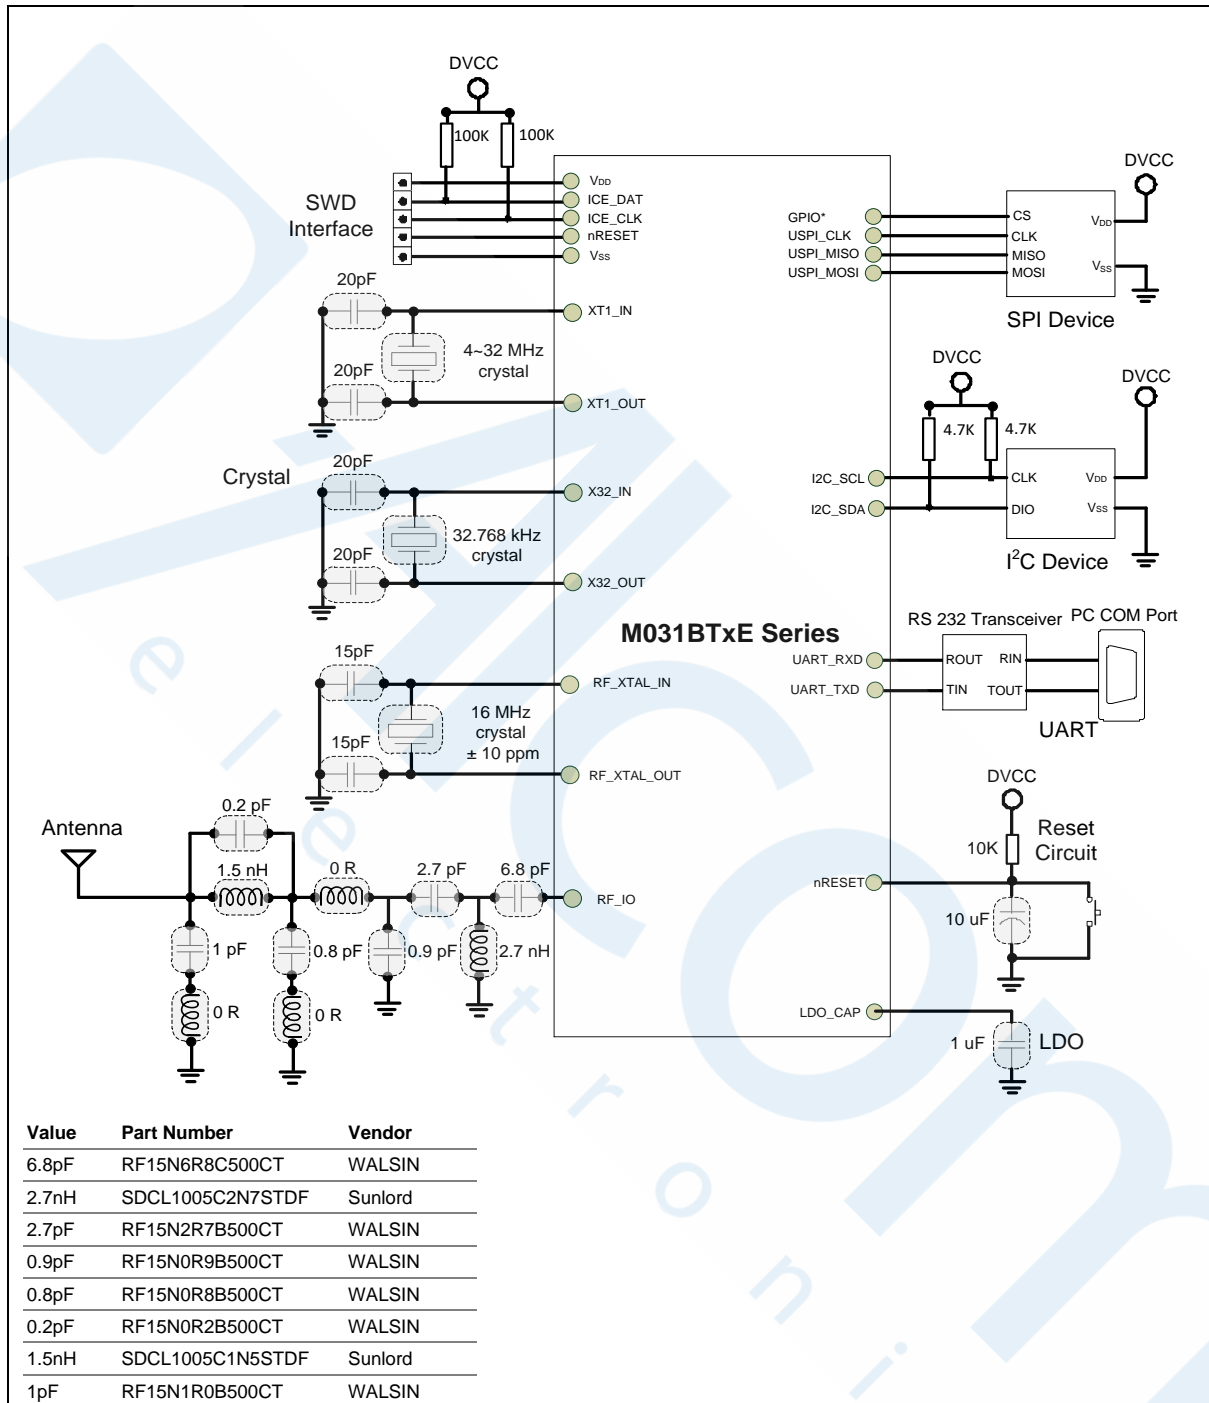 DVCC
100K 100K
SWD
Interface
VDD
ICE_DAT
ICE_CLK
nRESET
VSS
20pF
XT1_IN
4~32 MHz
crystal
20pF
XT1_OUT
Crystal
20pF
X32_IN
32.768 kHz
crystal
20pF
X32_OUT
M031BTxE Series
15pF
RF_XTAL_IN
16 MHz
crystal
± 10 ppm
15pF
RF_XTAL_OUT
Antenna
0.2 pF
1.5 nH
0 R
2.7 pF
6.8 pF
RF_IO
1 pF
0.8 pF
0.9 pF
2.7 nH
0 R
0 R
DVCC
GPIO*
USPI_CLK
USPI_MISO
USPI_MOSI
CS
CLK
MISO
MOSI
VDD
VSS
SPI Device
DVCC
DVCC
4.7K 4.7K
I2C_SCL
I2C_SDA
CLK
DIO
VDD
VSS
I²C Device
RS 232 Transceiver PC COM Port
UART_RXD
UART_TXD
ROUT RIN
TIN TOUT
UART
DVCC
10K
Reset
Circuit
nRESET
10 uF
LDO_CAP
1 uF
LDO
Value Part Number Vendor
6.8pF RF15N6R8C500CT WALSIN
2.7nH SDCL1005C2N7STDF Sunlord
2.7pF RF15N2R7B500CT WALSIN
0.9pF RF15N0R9B500CT WALSIN
0.8pF RF15N0R8B500CT WALSIN
0.2pF RF15N0R2B500CT WALSIN
1.5nH SDCL1005C1N5STDF Sunlord
1pF RF15N1R0B500CT WALSIN